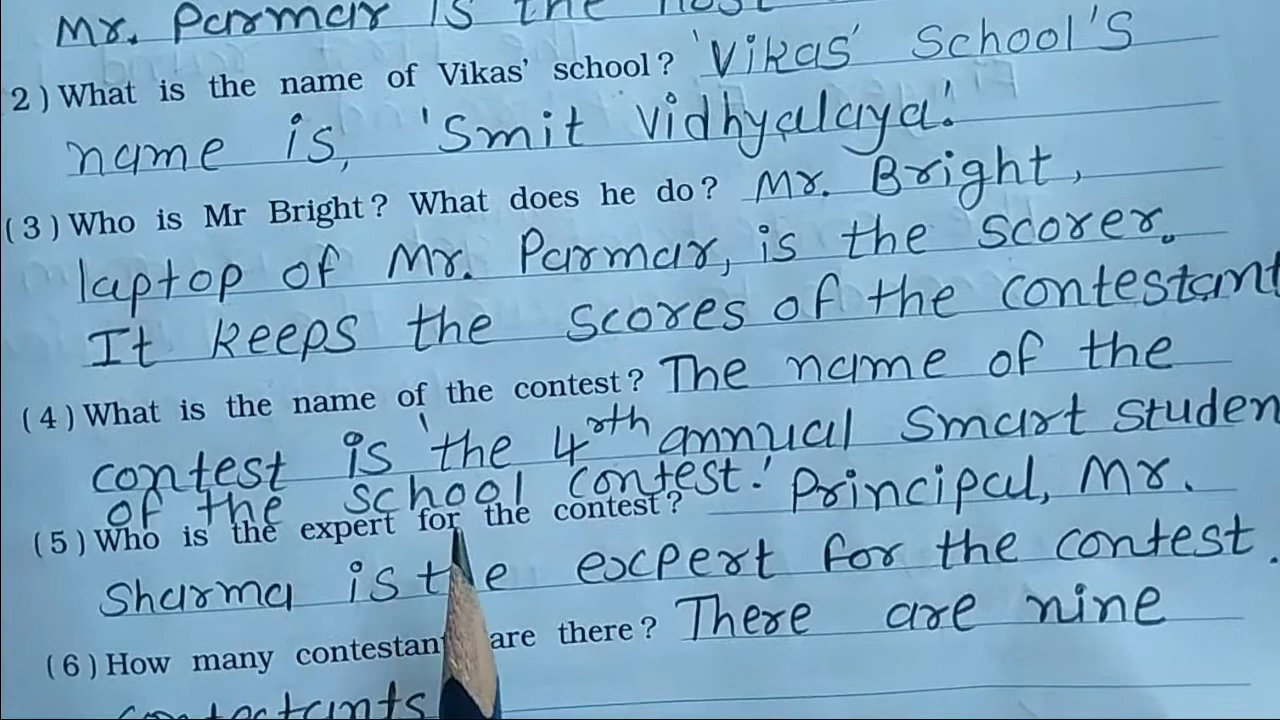 Mr. Parmar is the host
2) What is the name of Vikas' school? 'Vikas' School'S
name is, 'Smit Vidhyalaya.'
(3) Who is Mr Bright? What does he do? Mr. Bright,
laptop of Mr. Parmar, is the scorer.
It keeps the scores of the contestant
(4) What is the name of the contest? The name of the
contest is 'the 4rth annual Smart Studen
of the school contest.'
(5) Who is the expert for the contest? Principal, Mr.
Sharma is the expert for the contest.
(6) How many contestant are there? There are nine
contestants